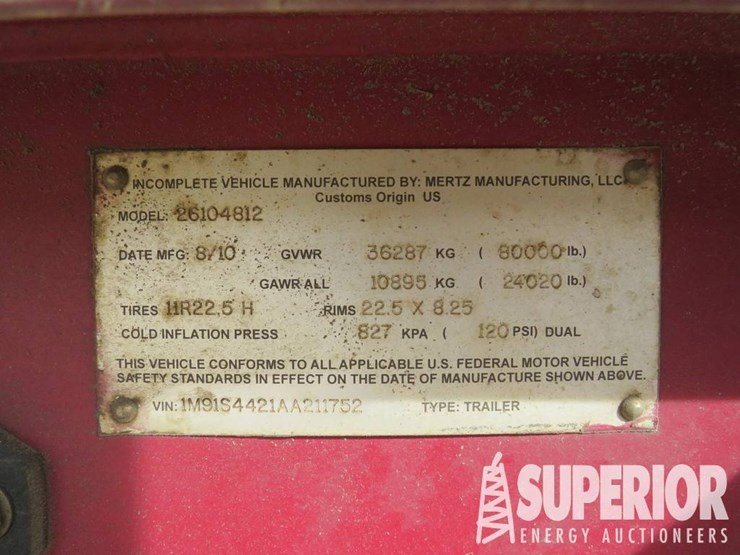 INCOMPLETE VEHICLE MANUFACTURED BY: MERTZ MANUFACTURING, LLC
Customs Origin US
MODEL: 26104812
DATE MFG: 8/10 GVWR 36287 KG ( 80000 lb.)
GAWR ALL 10895 KG ( 24020 lb.)
TIRES 11R22.5 H RIMS 22.5 X 8.25
COLD INFLATION PRESS 827 KPA ( 120 PSI) DUAL
THIS VEHICLE CONFORMS TO ALL APPLICABLE U.S. FEDERAL MOTOR VEHICLE
SAFETY STANDARDS IN EFFECT ON THE DATE OF MANUFACTURE SHOWN ABOVE.
VIN: 1M91S4421AA211752 TYPE: TRAILER
SUPERIOR
ENERGY AUCTIONEERS